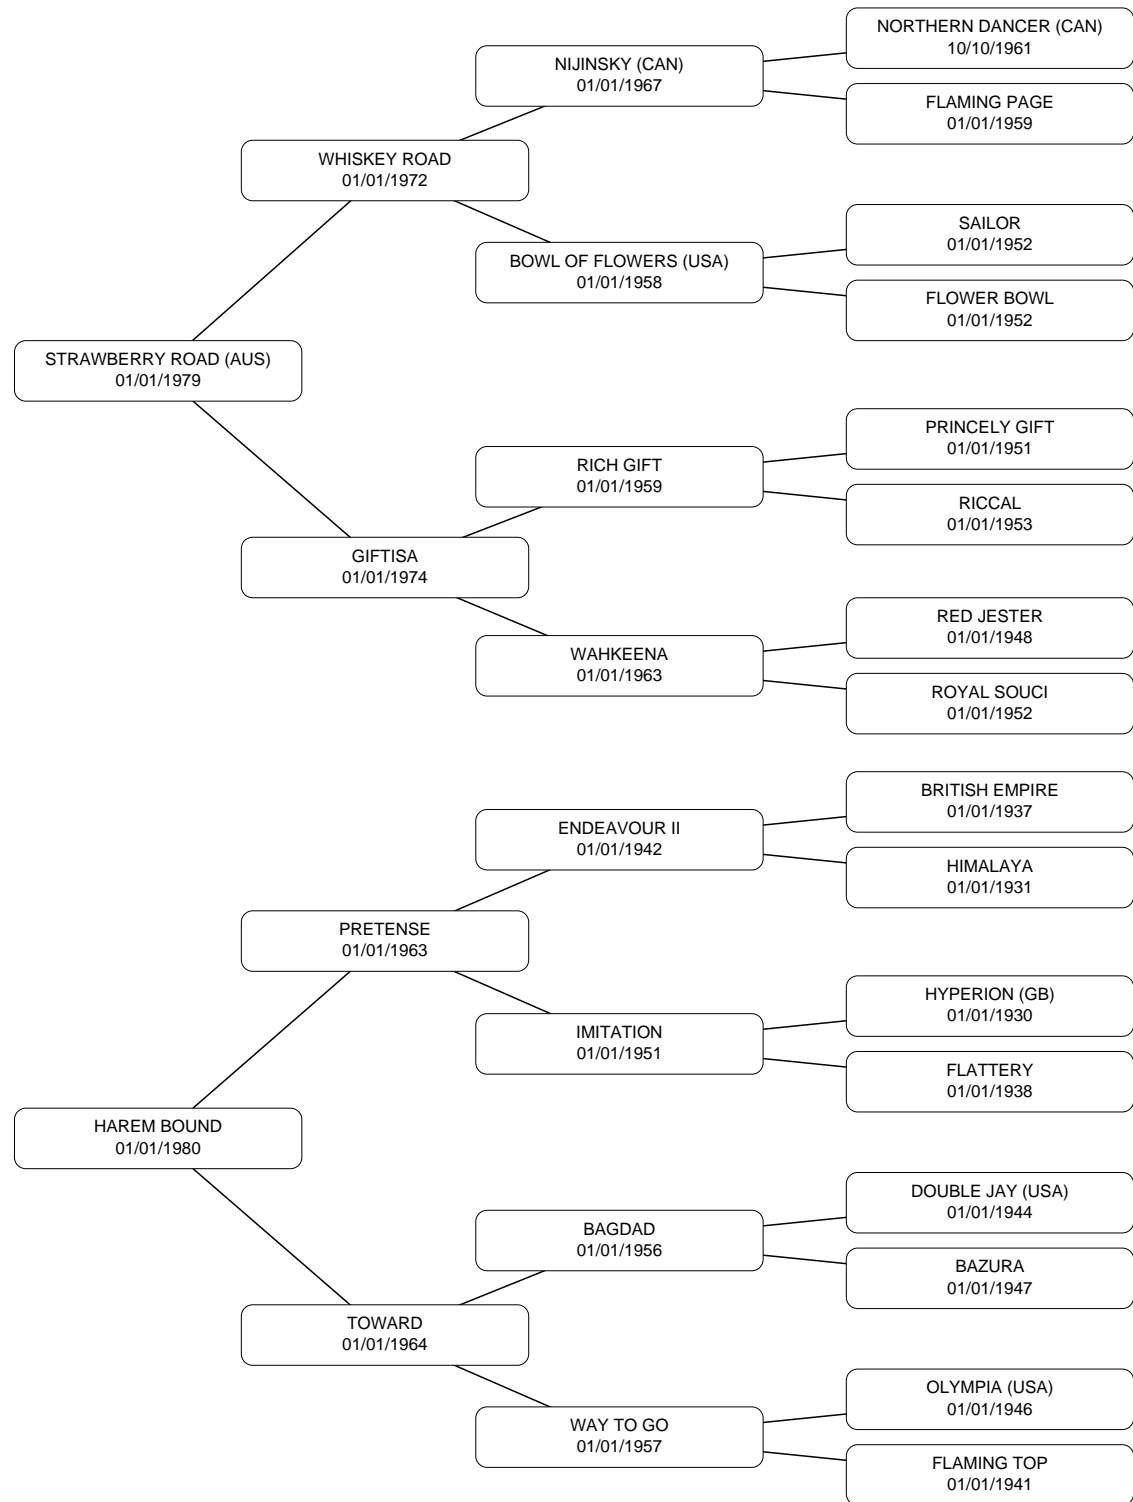 NORTHERN DANCER (CAN)
10/10/1961
NIJINSKY (CAN)
01/01/1967
FLAMING PAGE
01/01/1959
WHISKEY ROAD
01/01/1972
SAILOR
01/01/1952
BOWL OF FLOWERS (USA)
01/01/1958
FLOWER BOWL
01/01/1952
STRAWBERRY ROAD (AUS)
01/01/1979
PRINCELY GIFT
01/01/1951
RICH GIFT
01/01/1959
RICCAL
01/01/1953
GIFTISA
01/01/1974
RED JESTER
01/01/1948
WAHKEENA
01/01/1963
ROYAL SOUCI
01/01/1952
BRITISH EMPIRE
01/01/1937
ENDEAVOUR II
01/01/1942
HIMALAYA
01/01/1931
PRETENSE
01/01/1963
HYPERION (GB)
01/01/1930
IMITATION
01/01/1951
FLATTERY
01/01/1938
HAREM BOUND
01/01/1980
DOUBLE JAY (USA)
01/01/1944
BAGDAD
01/01/1956
BAZURA
01/01/1947
TOWARD
01/01/1964
OLYMPIA (USA)
01/01/1946
WAY TO GO
01/01/1957
FLAMING TOP
01/01/1941